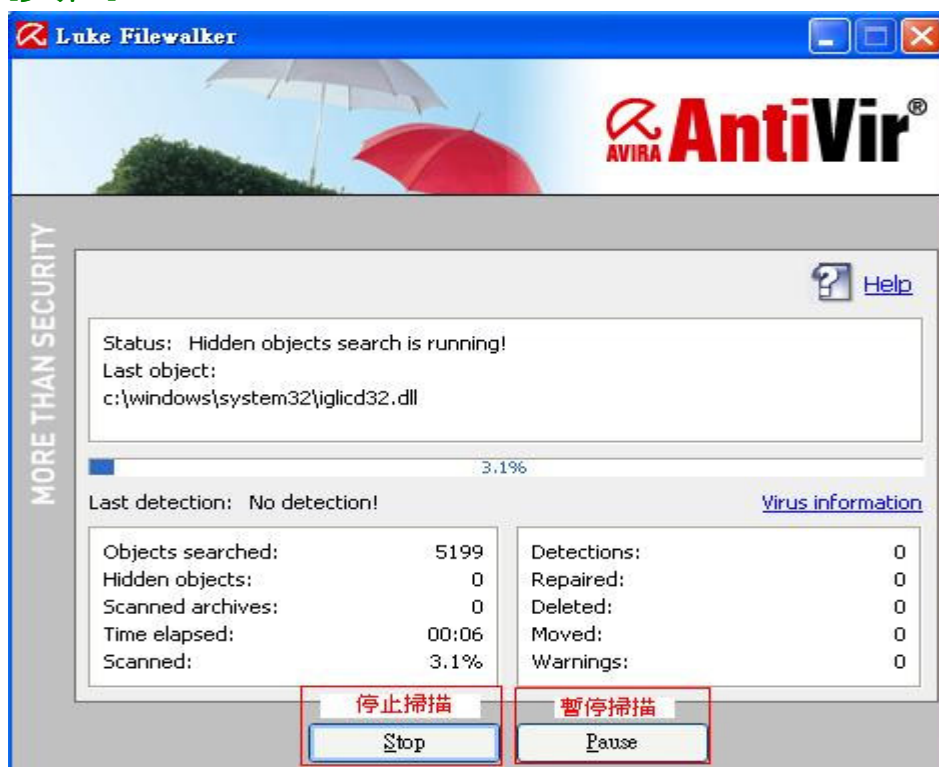 Luke Filewalker
AVIRA AntiVir®
MORE THAN SECURITY
Help
Status: Hidden objects search is running!
Last object:
c:\windows\system32\iglicd32.dll
3.1%
Last detection: No detection!
Virus information
Objects searched: 5199
Hidden objects: 0
Scanned archives: 0
Time elapsed: 00:06
Scanned: 3.1%
Detections: 0
Repaired: 0
Deleted: 0
Moved: 0
Warnings: 0
停止掃描
Stop
暫停掃描
Pause